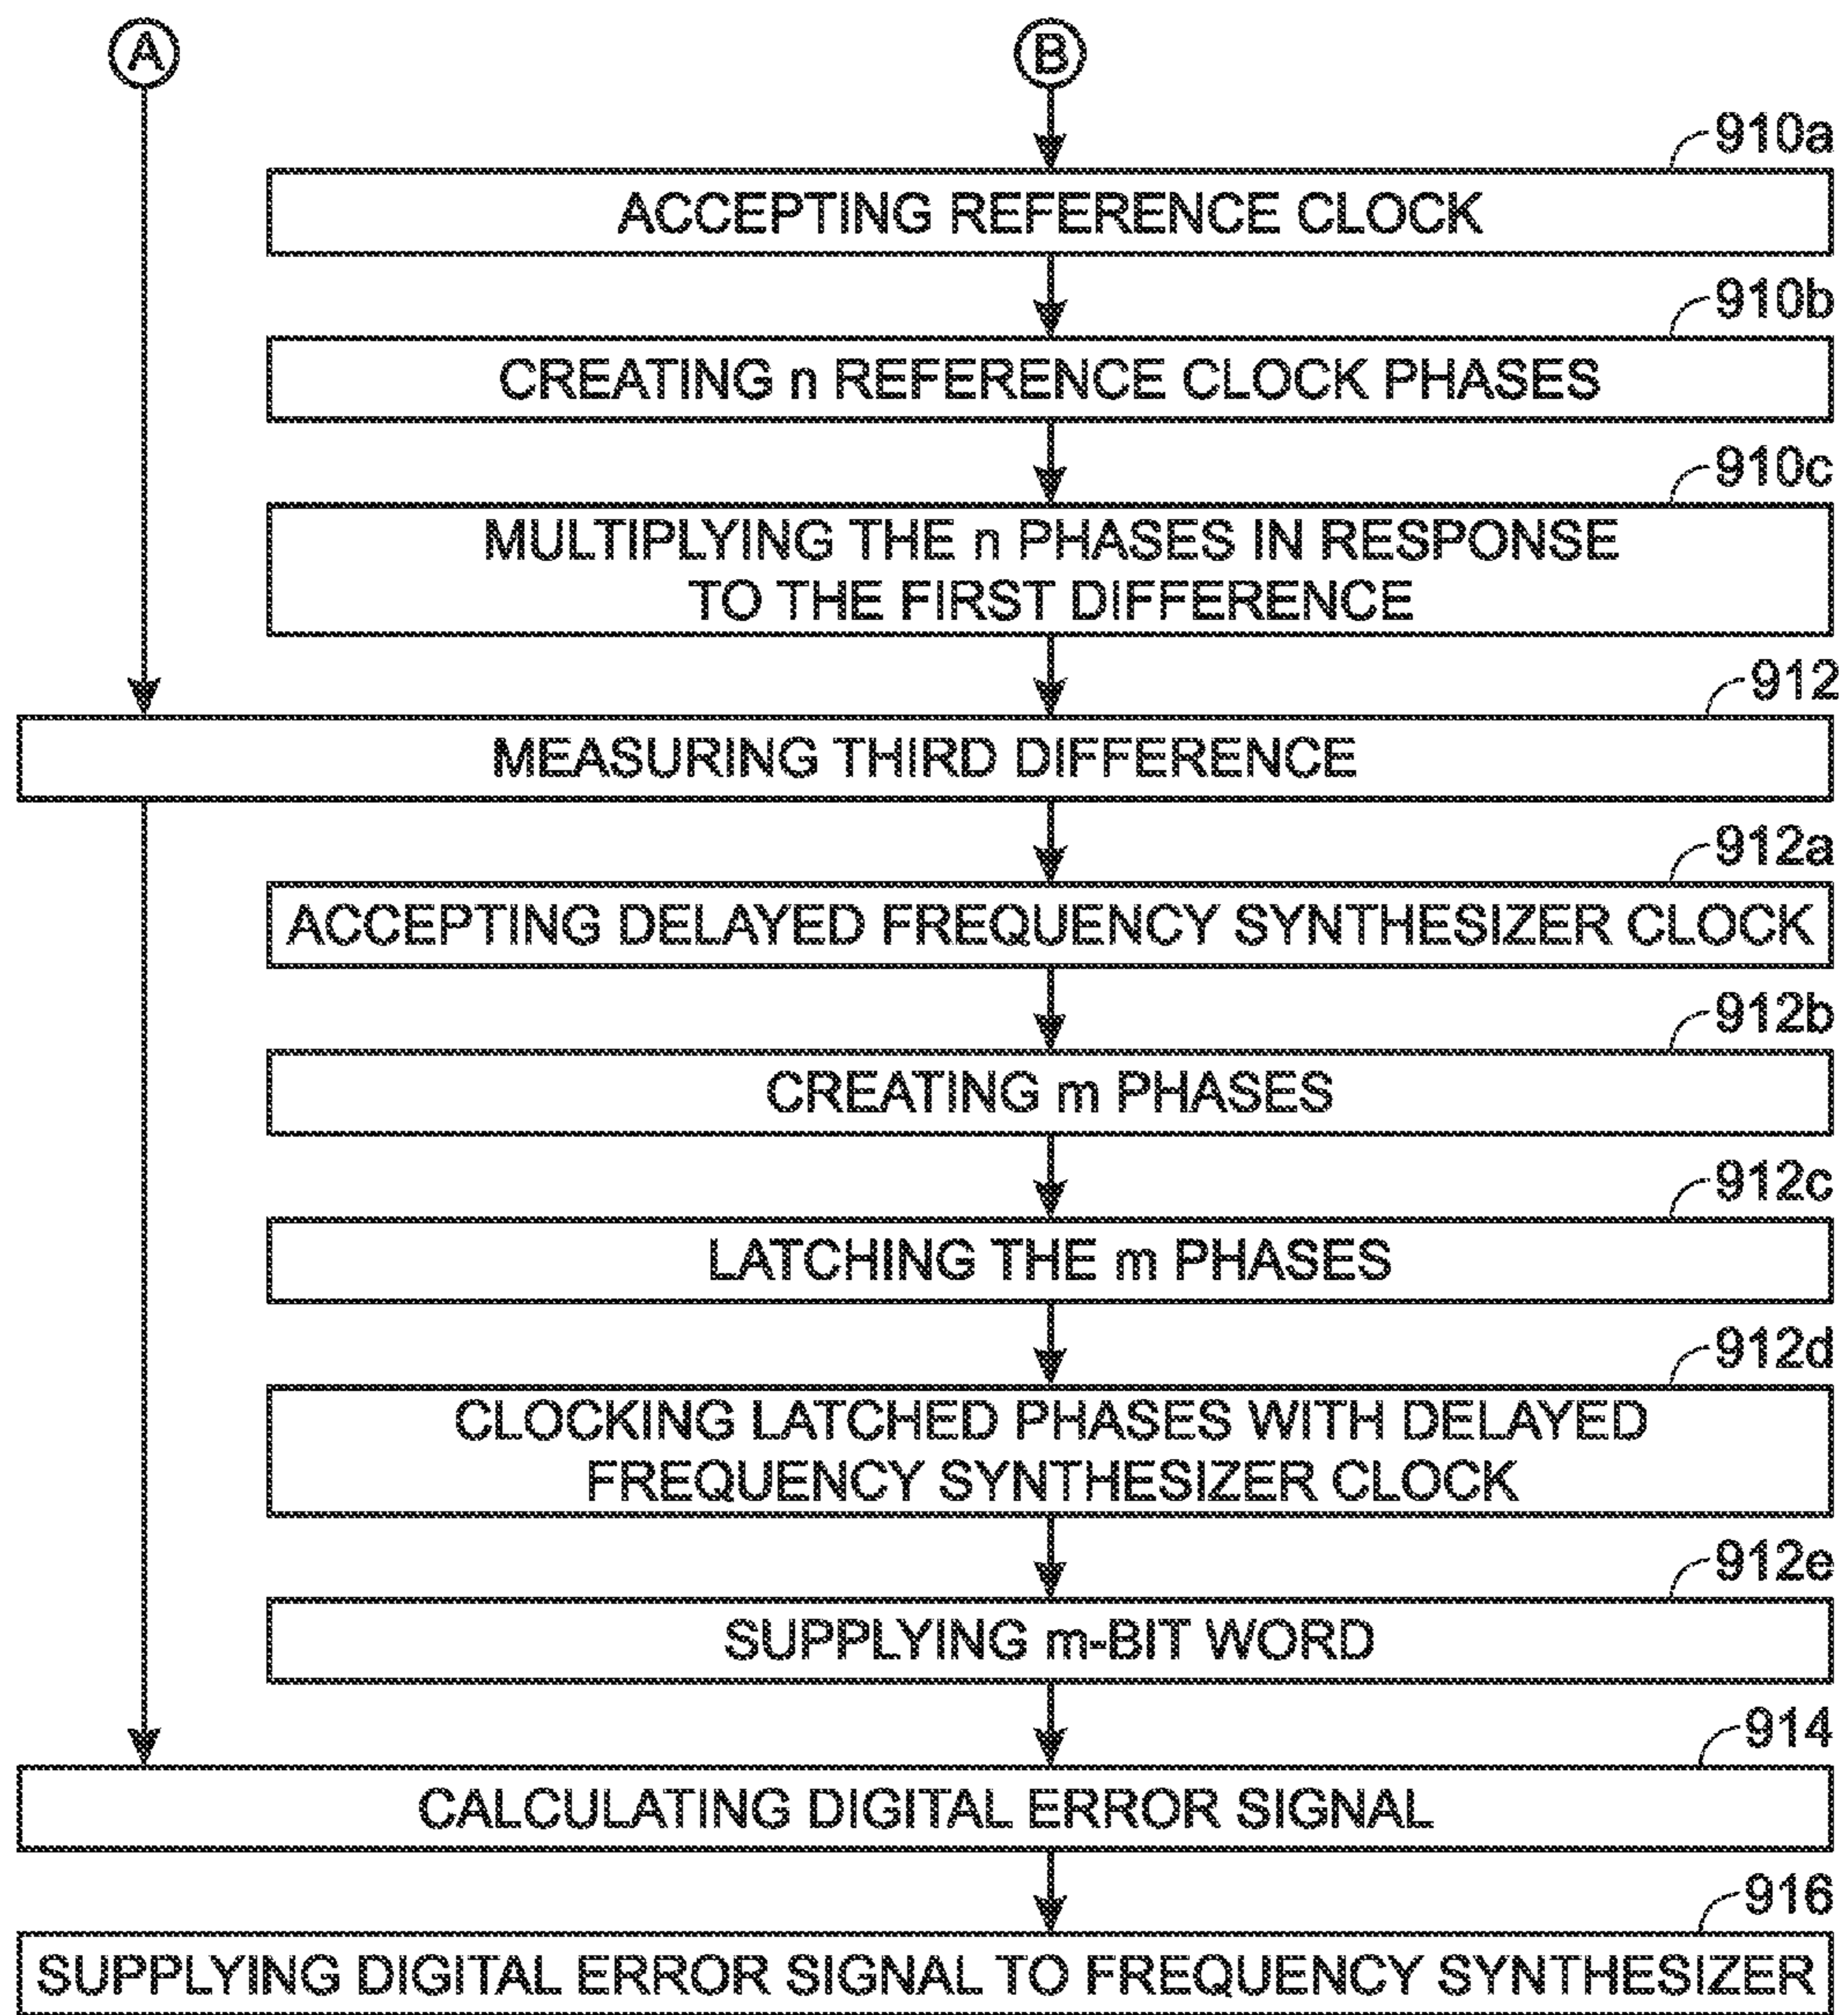 A
B
910a
ACCEPTING REFERENCE CLOCK
910b
CREATING n REFERENCE CLOCK PHASES
910c
MULTIPLYING THE n PHASES IN RESPONSE
TO THE FIRST DIFFERENCE
912
MEASURING THIRD DIFFERENCE
912a
ACCEPTING DELAYED FREQUENCY SYNTHESIZER CLOCK
912b
CREATING m PHASES
912c
LATCHING THE m PHASES
912d
CLOCKING LATCHED PHASES WITH DELAYED
FREQUENCY SYNTHESIZER CLOCK
912e
SUPPLYING m-BIT WORD
914
CALCULATING DIGITAL ERROR SIGNAL
916
SUPPLYING DIGITAL ERROR SIGNAL TO FREQUENCY SYNTHESIZER